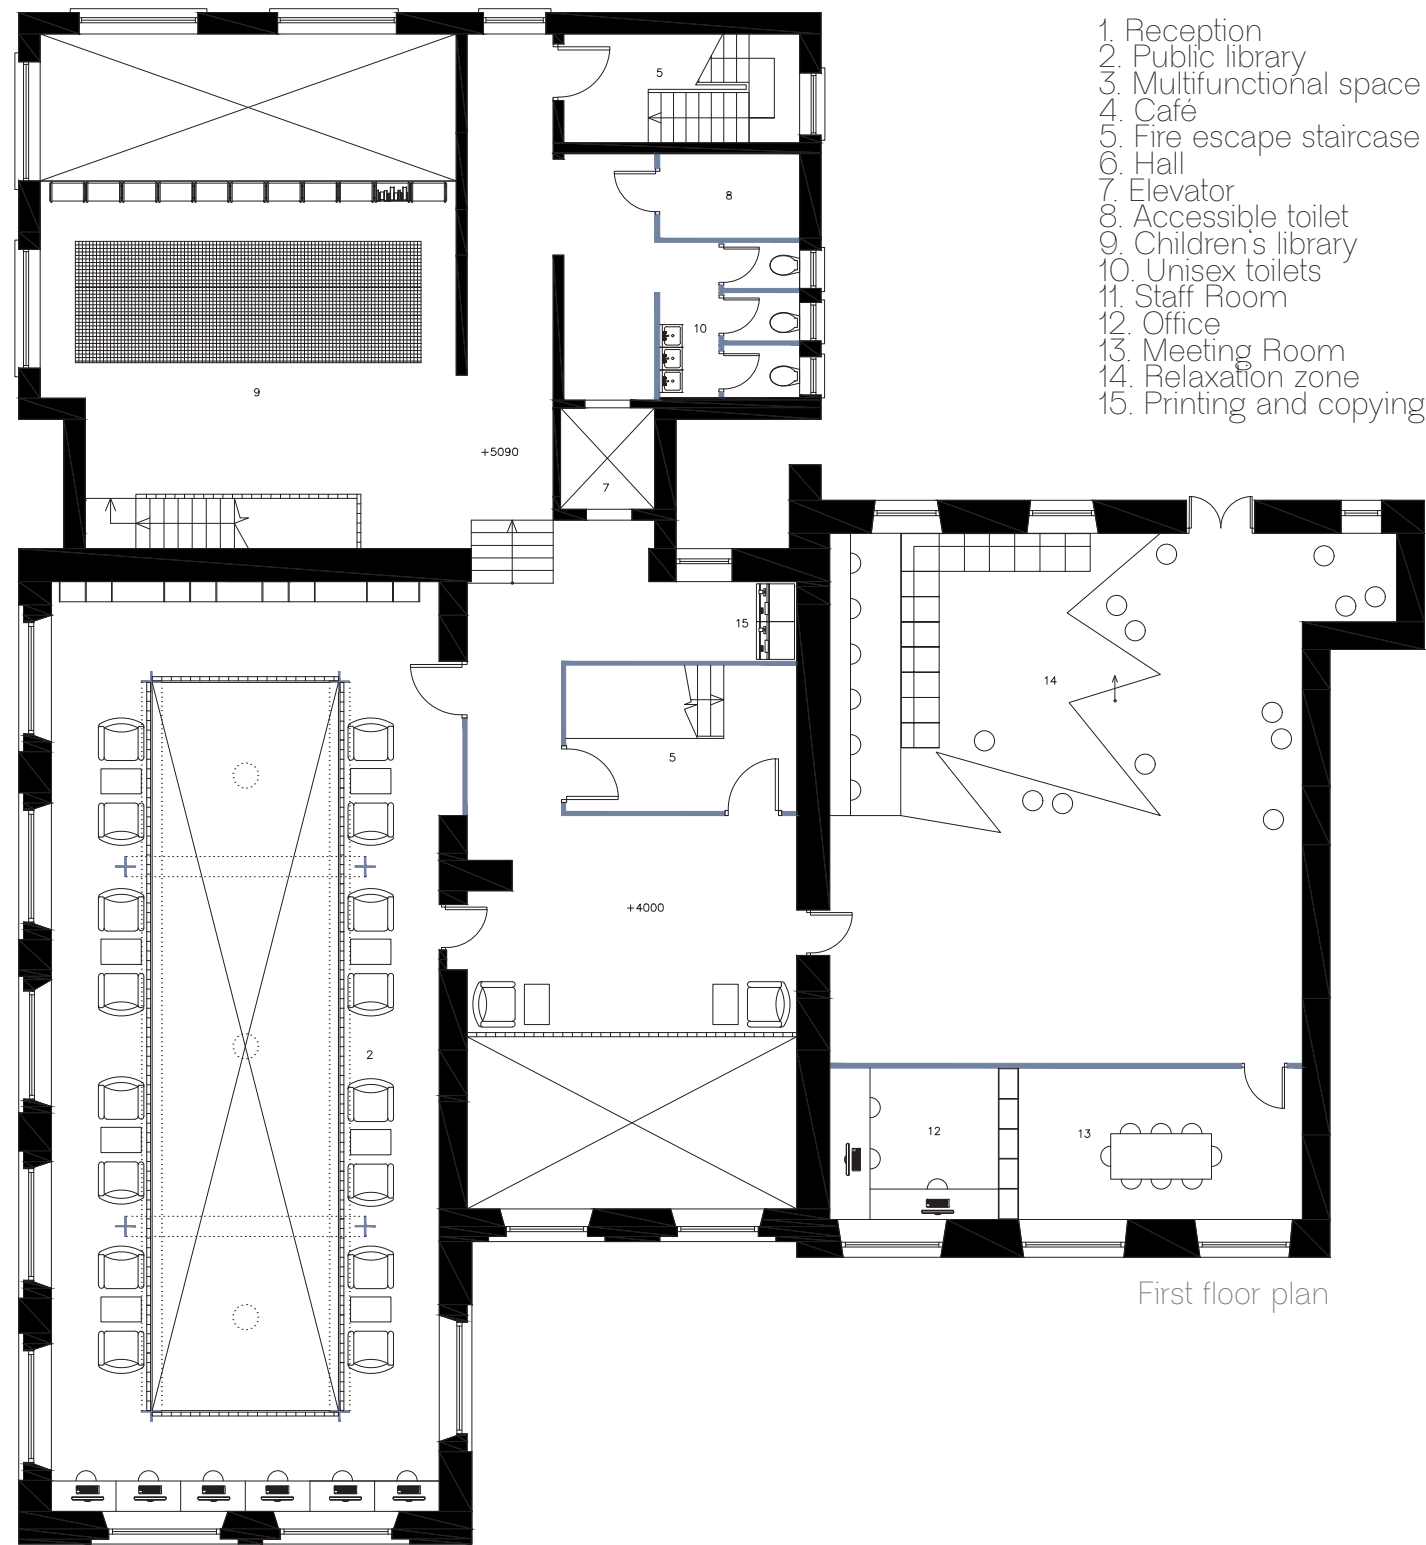 1. Reception
2. Public library
3. Multifunctional space
4. Café
5. Fire escape staircase
6. Hall
7. Elevator
8. Accessible toilet
9. Children's library
10. Unisex toilets
11. Staff Room
12. Office
13. Meeting Room
14. Relaxation zone
15. Printing and copying
5
8
10
9
+5090
7
15
14
5
+4000
2
12
13
First floor plan